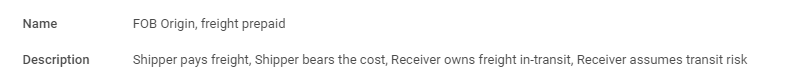 Name FOB Origin, freight prepaid
Description Shipper pays freight, Shipper bears the cost, Receiver owns freight in-transit, Receiver assumes transit risk